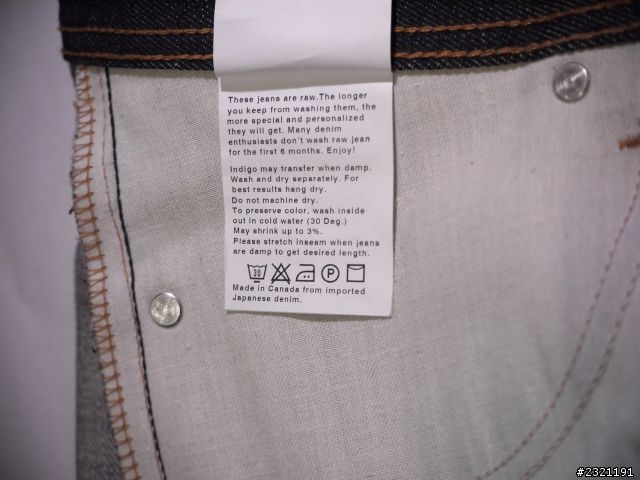 These jeans are raw.The longer
you keep from washing them, the
more special and personalized
they will get. Many denim
enthusiasts don't wash raw jean
for the first 6 months. Enjoy!
Indigo may transfer when damp.
Wash and dry separately. For
best results hang dry.
Do not machine dry.
To preserve color, wash inside
out in cold water (30 Deg.)
May shrink up to 3%.
Please stretch inseam when jeans
are damp to get desired length.
30 P
Made in Canada from imported
Japanese denim.
#2321191